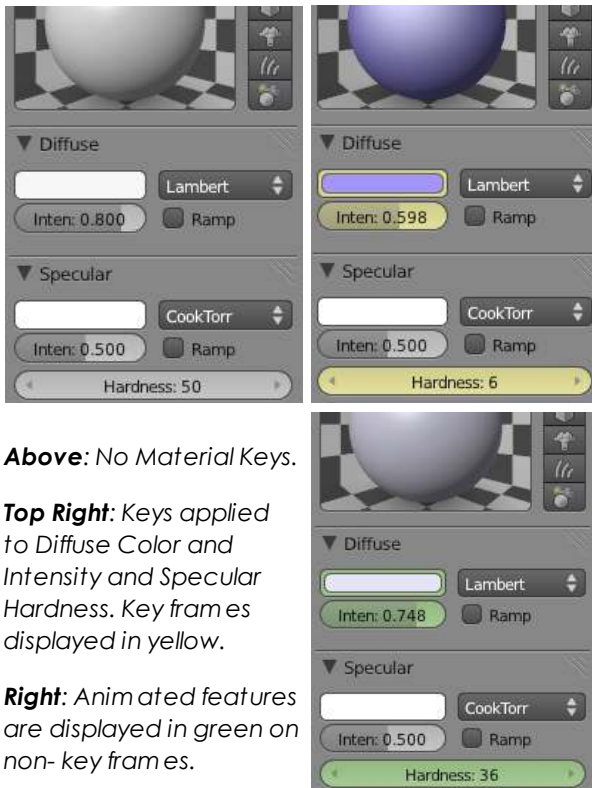 Diffuse
Lambert
Inten: 0.800
Ramp
Specular
CookTorr
Inten: 0.500
Ramp
Hardness: 50
Diffuse
Lambert
Inten: 0.598
Ramp
Specular
CookTorr
Inten: 0.500
Ramp
Hardness: 6
Above: No Material Keys.
Top Right: Keys applied
to Diffuse Color and
Intensity and Specular
Hardness. Key frames
displayed in yellow.
Right: Animated features
are displayed in green on
non- key frames.
Diffuse
Lambert
Inten: 0.748
Ramp
Specular
CookTorr
Inten: 0.500
Ramp
Hardness: 36